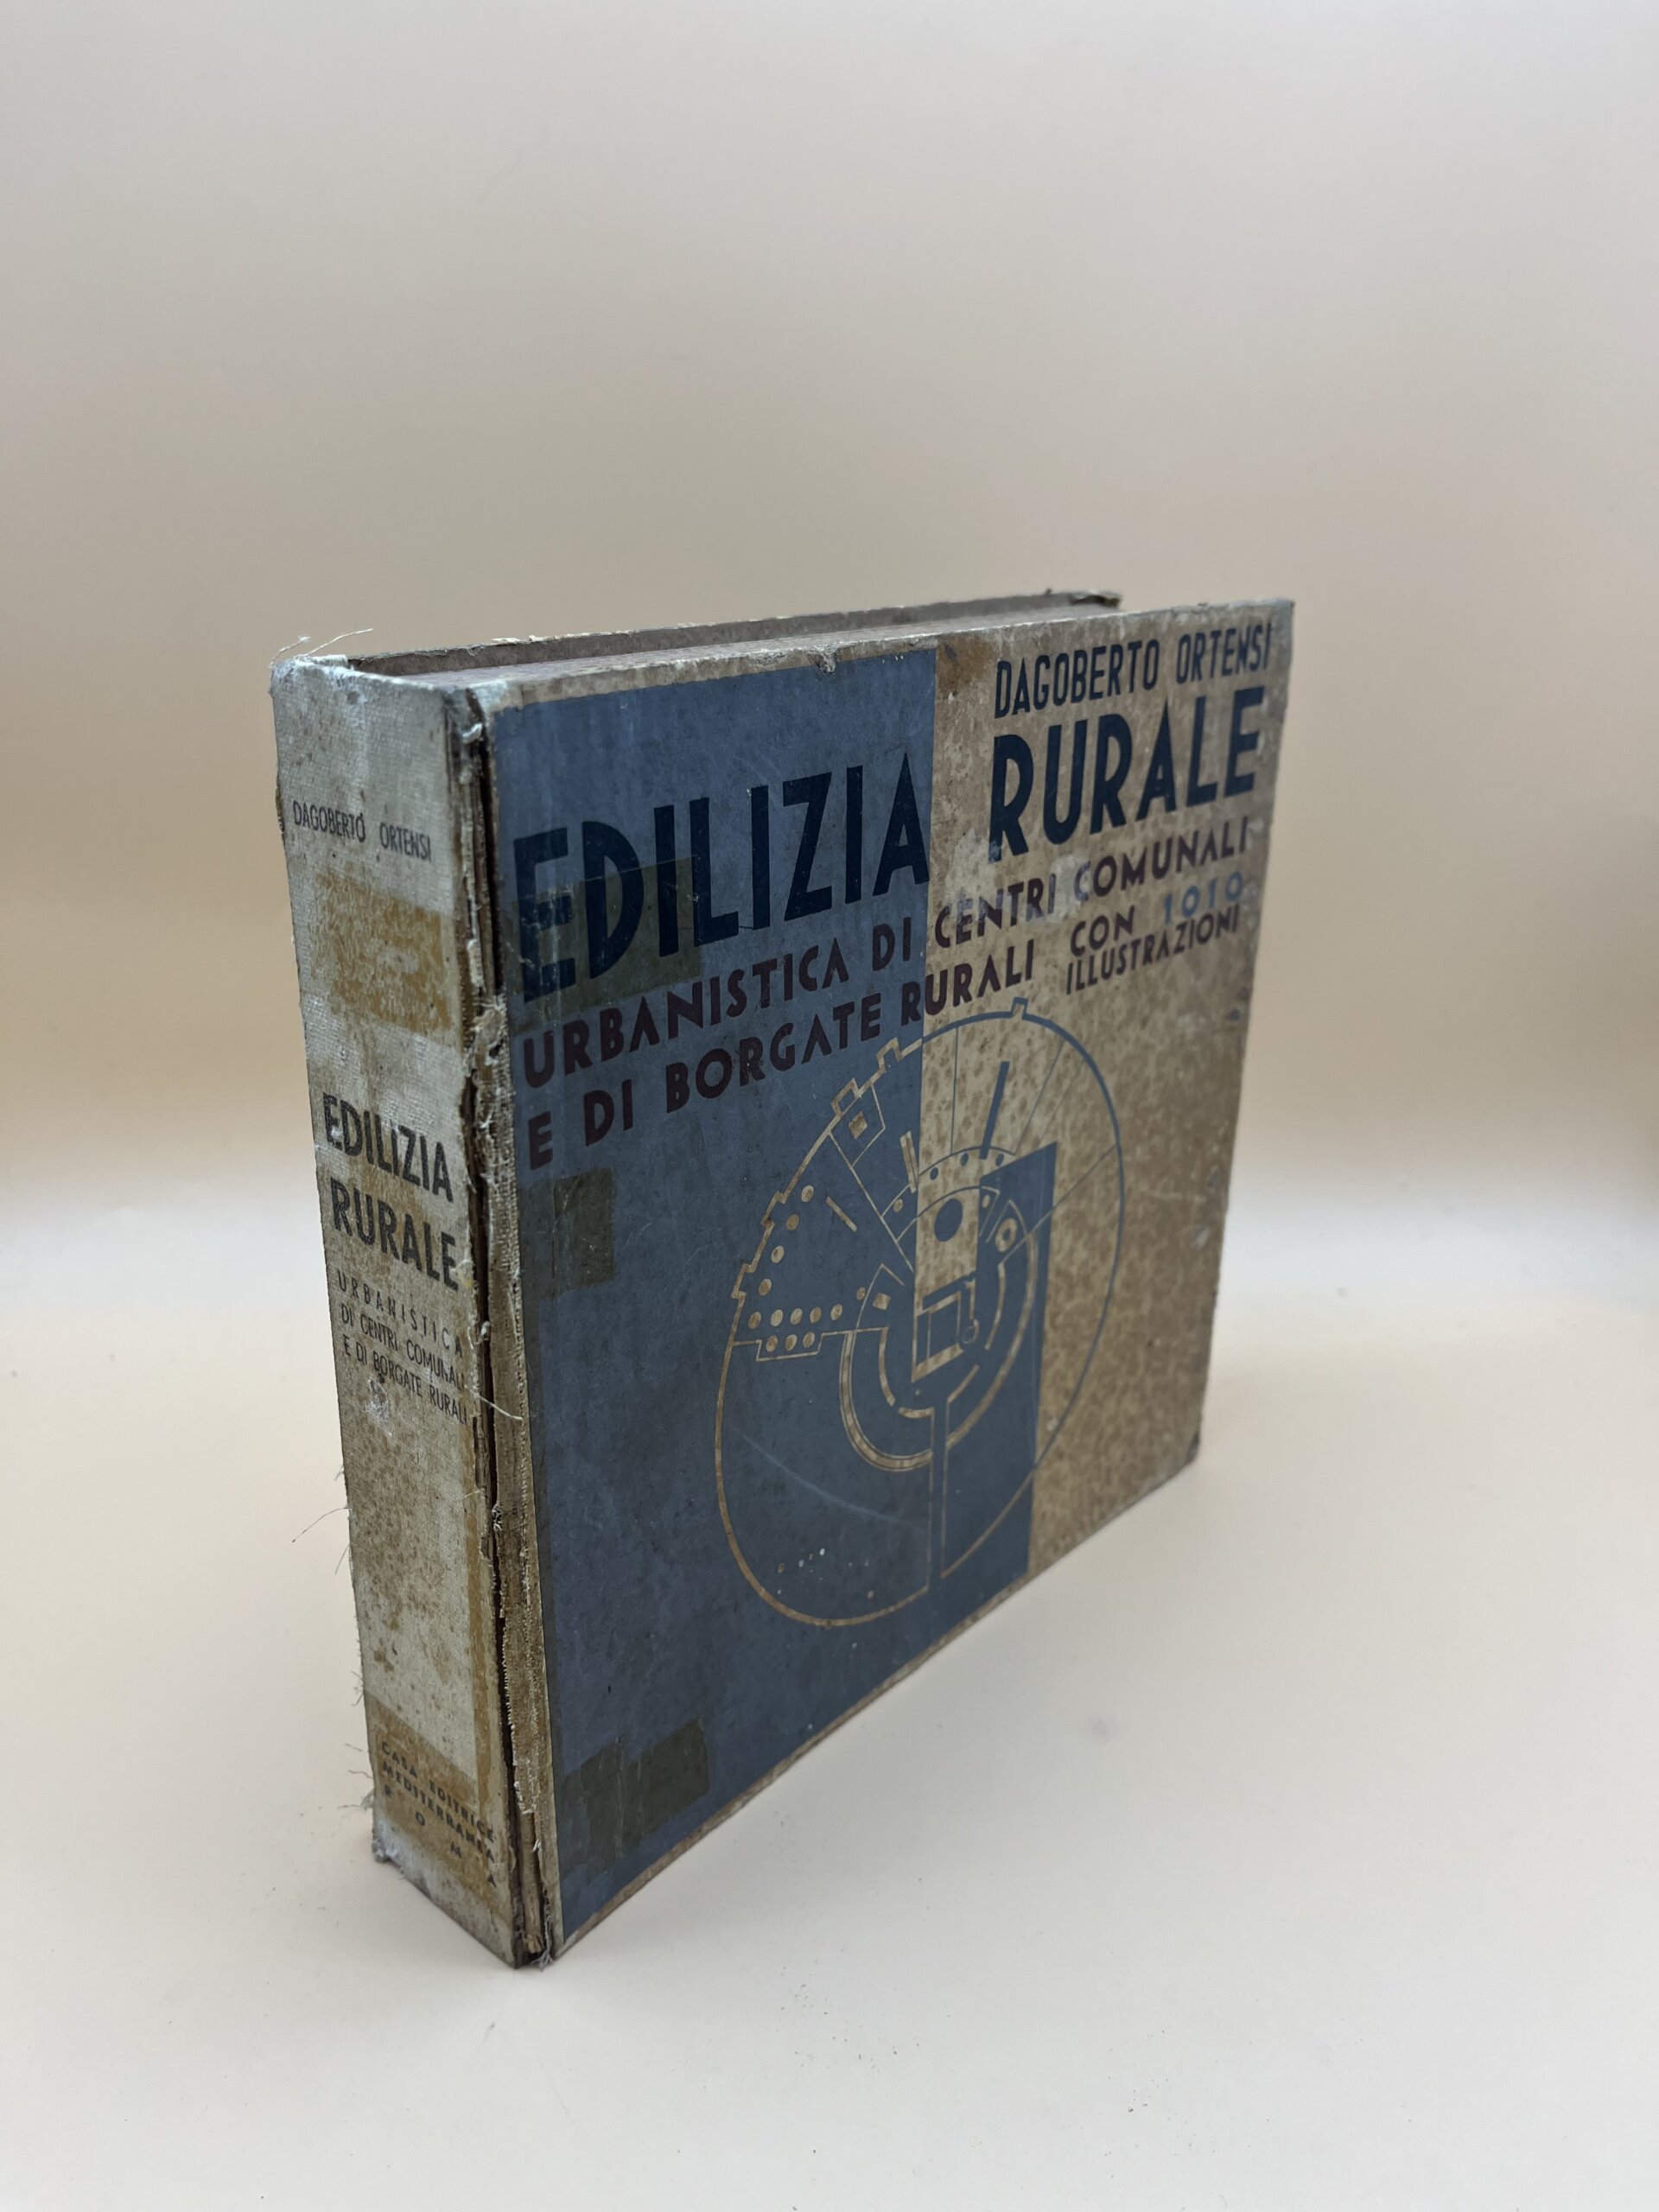 DAGOBERTO ORTENSI
EDILIZIA
RURALE
URBANISTICA
DI CENTRI COMUNALI
E DI BORGATE RURALI
CASA EDITRICE
MEDITERRANEA
ROMA
DAGOBERTO ORTENSI
EDILIZIA RURALE
URBANISTICA DI CENTRI COMUNALI
E DI BORGATE RURALI CON 1010
ILLUSTRAZIONI